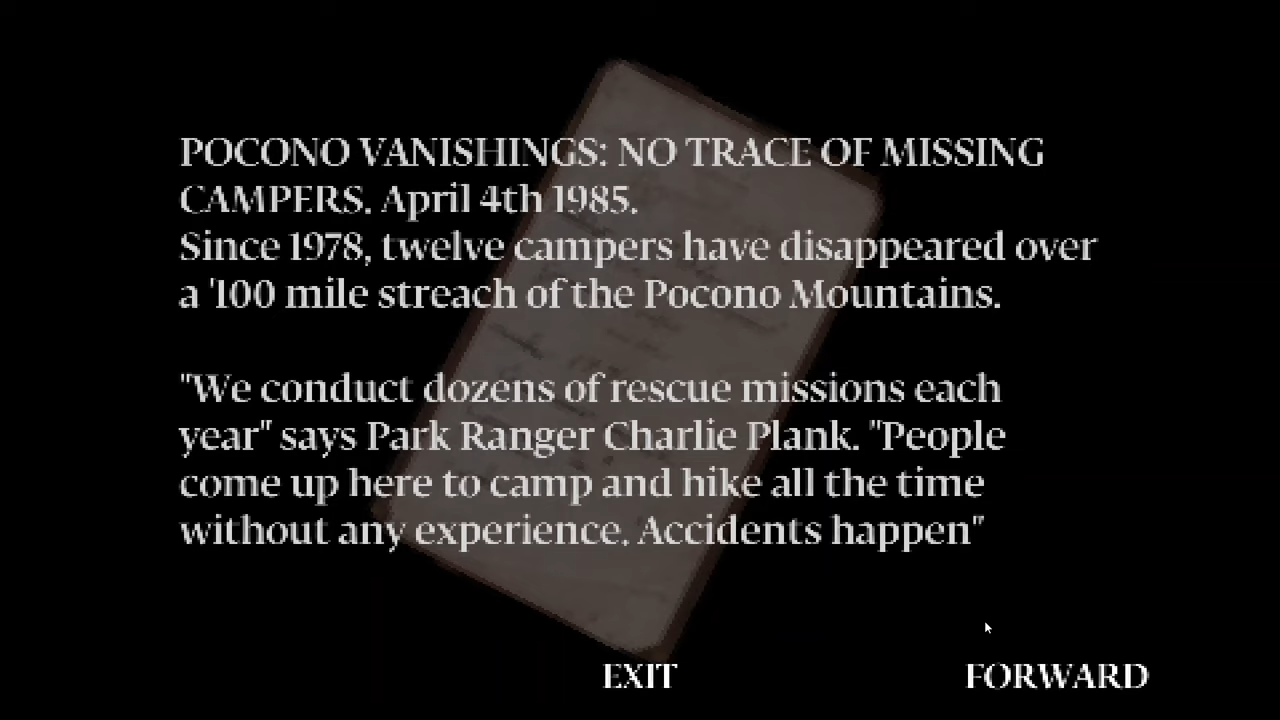 POCONO VANISHINGS: NO TRACE OF MISSING
CAMPERS. April 4th 1985.
Since 1978, twelve campers have disappeared over
a '100 mile streach of the Pocono Mountains.
"We conduct dozens of rescue missions each
year" says Park Ranger Charlie Plank. "People
come up here to camp and hike all the time
without any experience. Accidents happen"
EXIT
FORWARD